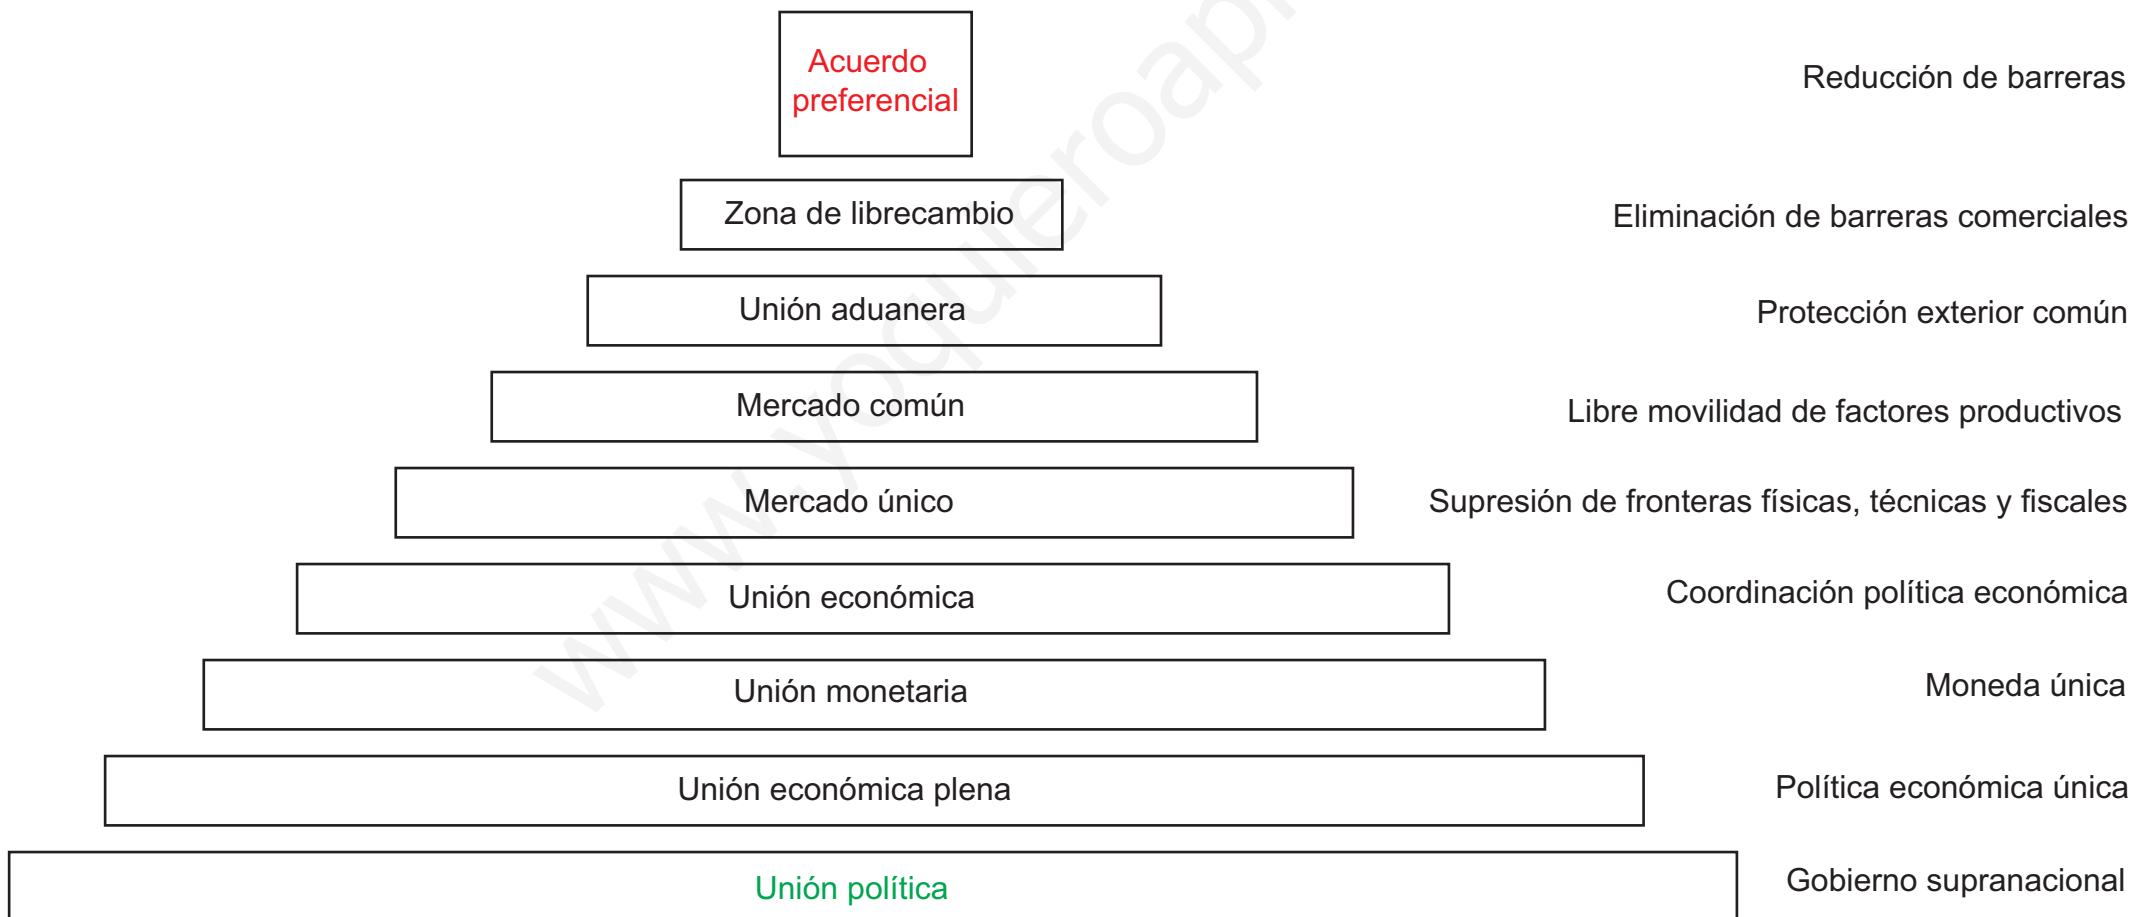 Acuerdo
preferencial
Reducción de barreras
Zona de librecambio
Eliminación de barreras comerciales
Unión aduanera
Protección exterior común
Mercado común
Libre movilidad de factores productivos
Mercado único
Supresión de fronteras físicas, técnicas y fiscales
Unión económica
Coordinación política económica
Unión monetaria
Moneda única
Unión económica plena
Política económica única
Unión política
Gobierno supranacional